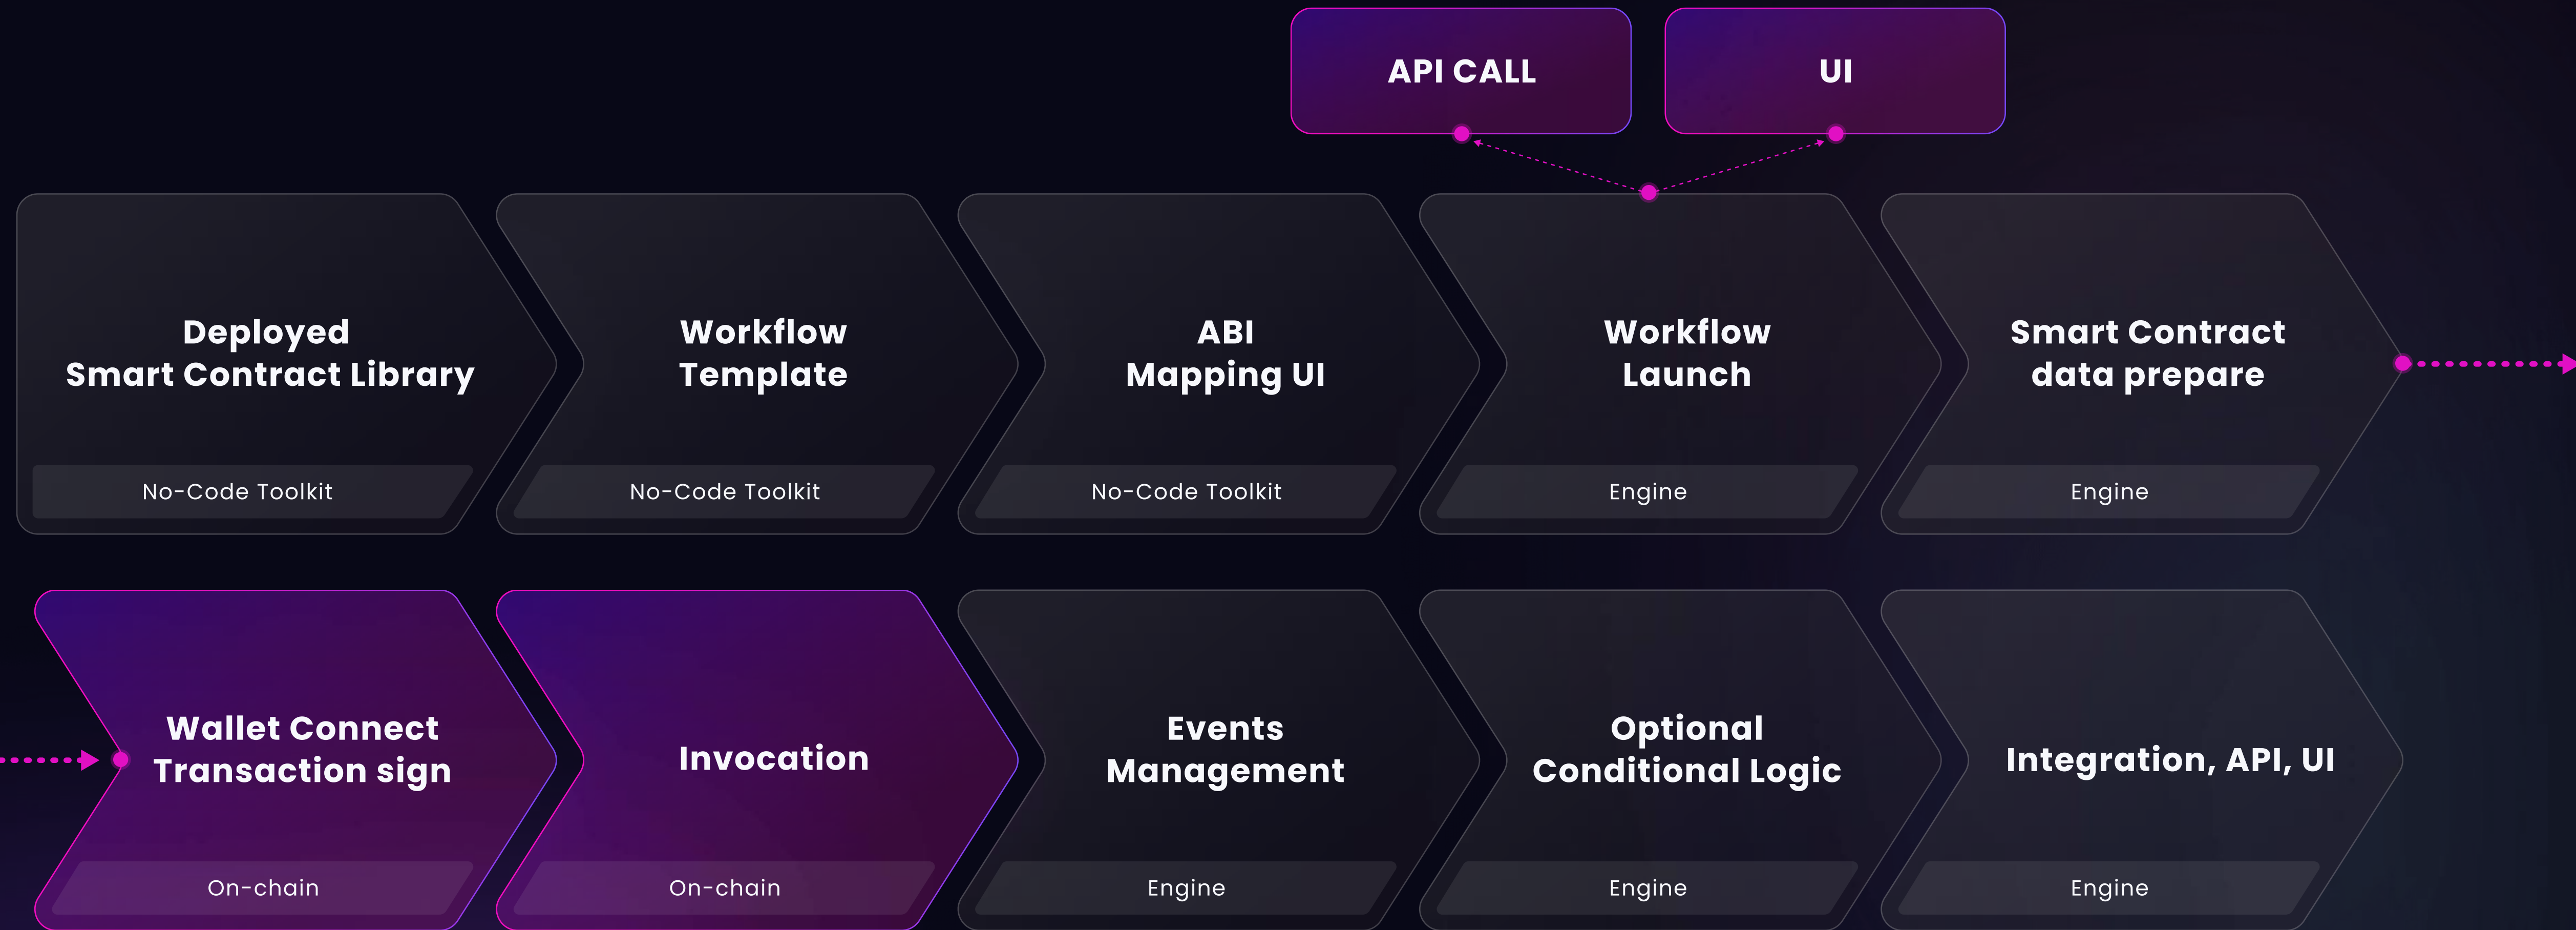 API CALL
UI
Deployed
Smart Contract Library
No-Code Toolkit
Workflow
Template
No-Code Toolkit
ABI
Mapping UI
No-Code Toolkit
Workflow
Launch
Engine
Smart Contract
data prepare
Engine
Wallet Connect
Transaction sign
On-chain
Invocation
On-chain
Events
Management
Engine
Optional
Conditional Logic
Engine
Integration, API, UI
Engine